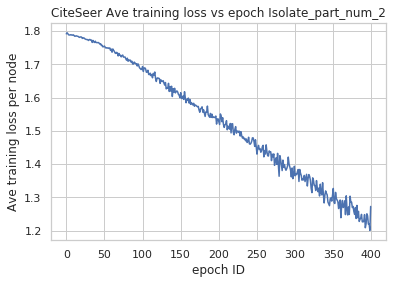 CiteSeer Ave training loss vs epoch Isolate_part_num_2
1.8
1.7
1.6
1.5
1.4
1.3
1.2
Ave training loss per node
0 50 100 150 200 250 300 350 400
epoch ID